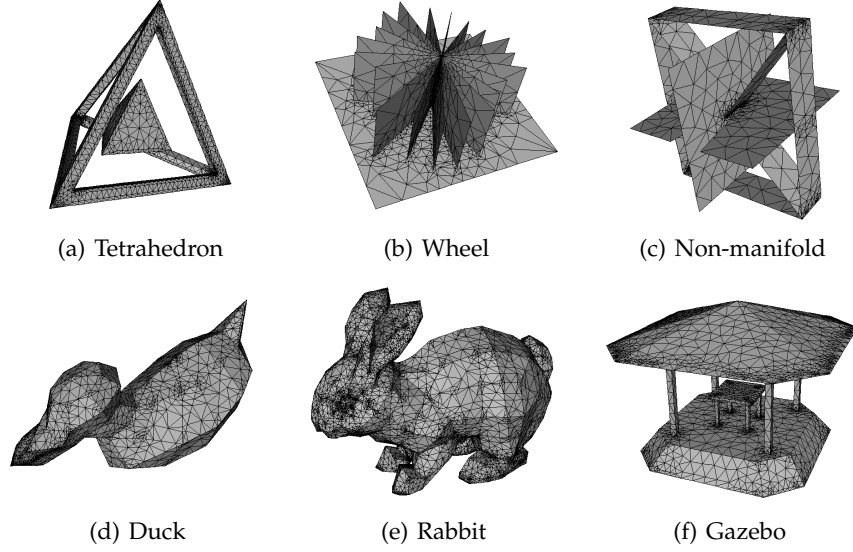 (a) Tetrahedron
(b) Wheel
(c) Non-manifold
(d) Duck
(e) Rabbit
(f) Gazebo